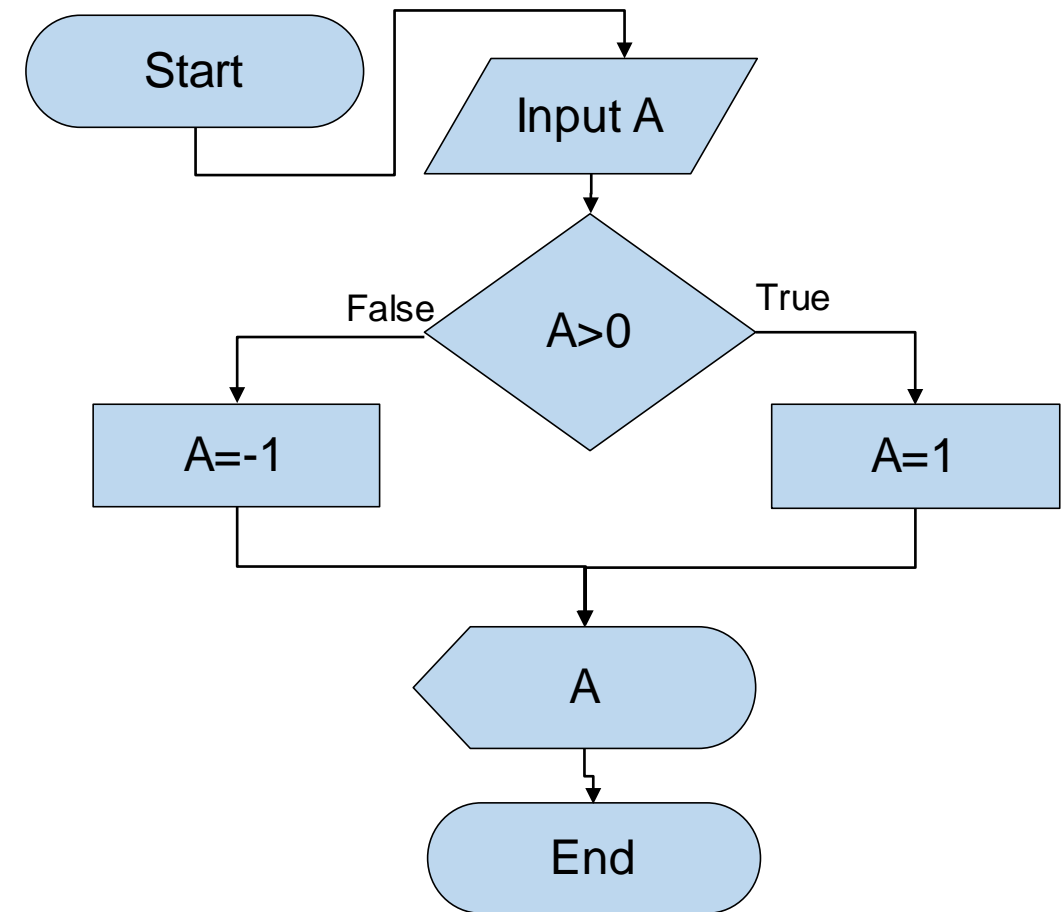 Start
Input A
A>0
False
True
A=-1
A=1
A
End